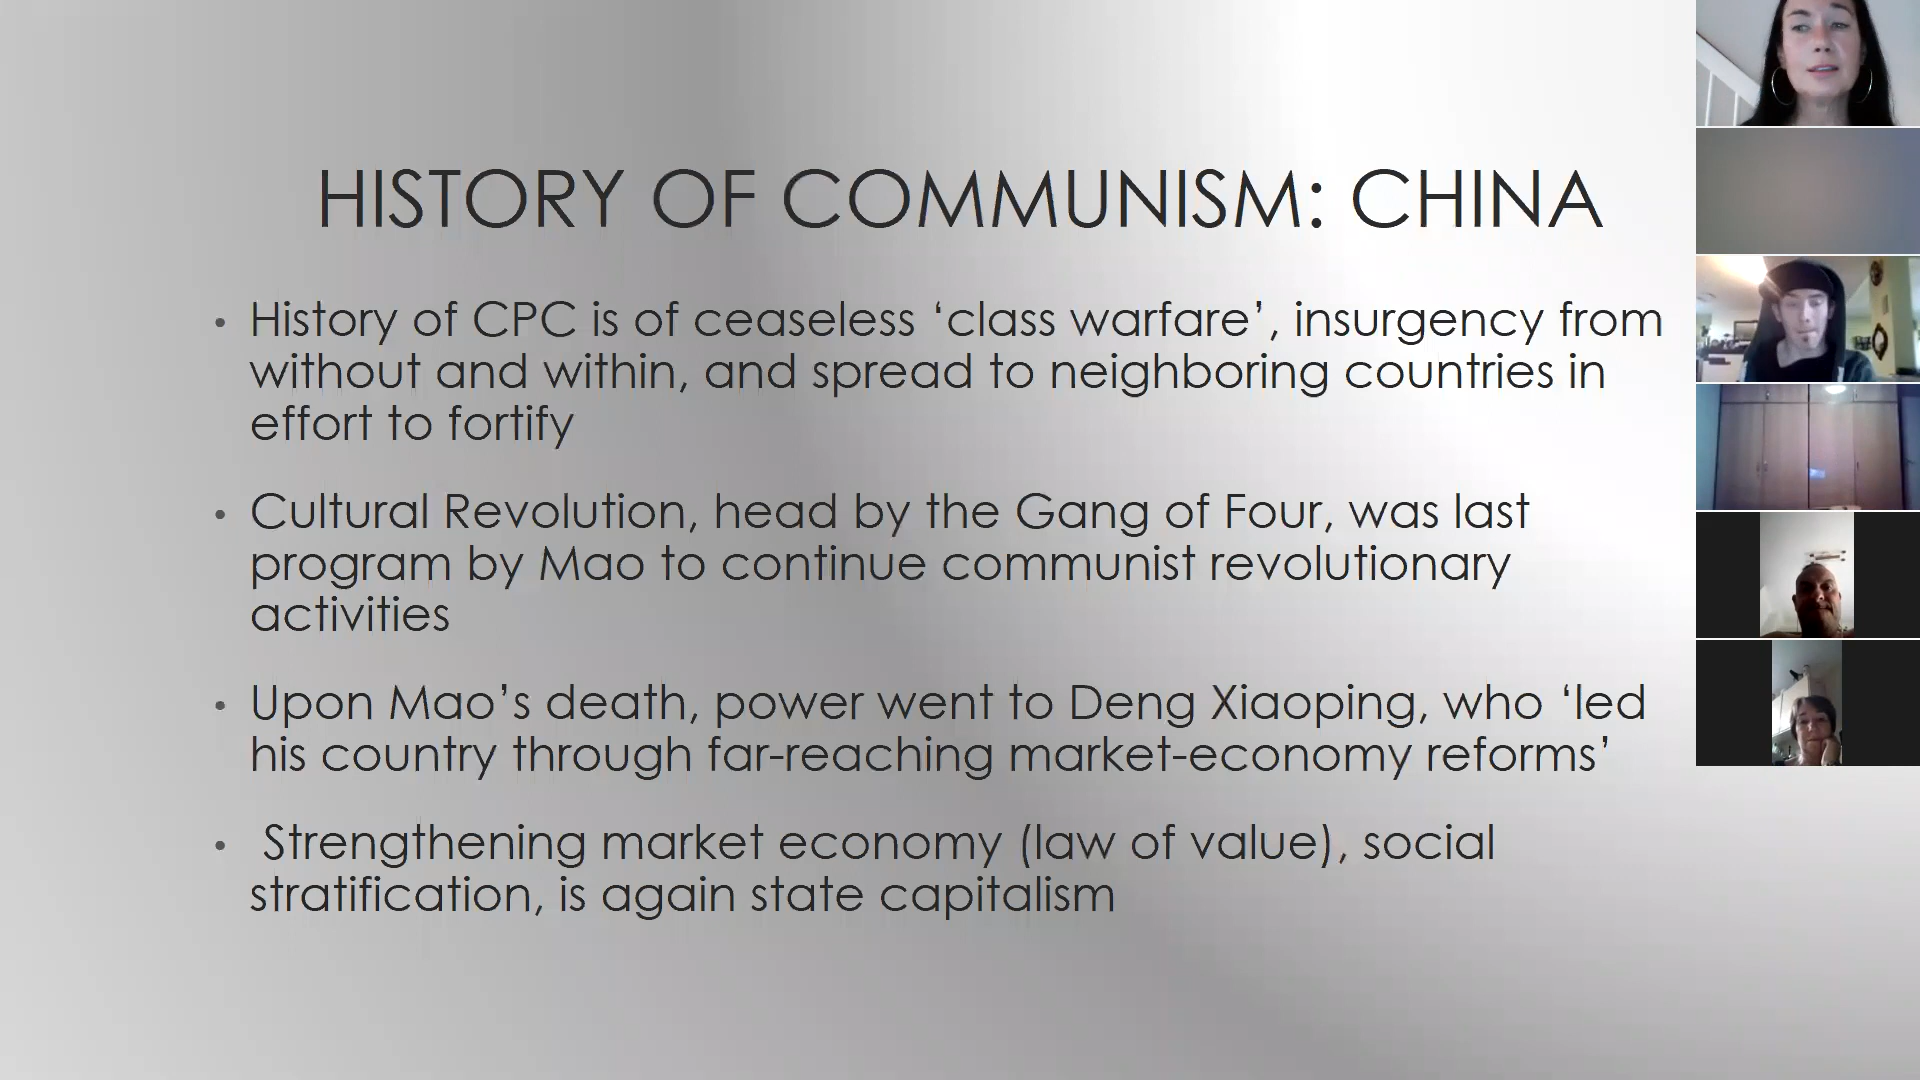 HISTORY OF COMMUNISM: CHINA
• History of CPC is of ceaseless ‘class warfare’, insurgency from
without and within, and spread to neighboring countries in
effort to fortify
• Cultural Revolution, head by the Gang of Four, was last
program by Mao to continue communist revolutionary
activities
• Upon Mao’s death, power went to Deng Xiaoping, who ‘led
his country through far-reaching market-economy reforms’
• Strengthening market economy (law of value), social
stratification, is again state capitalism